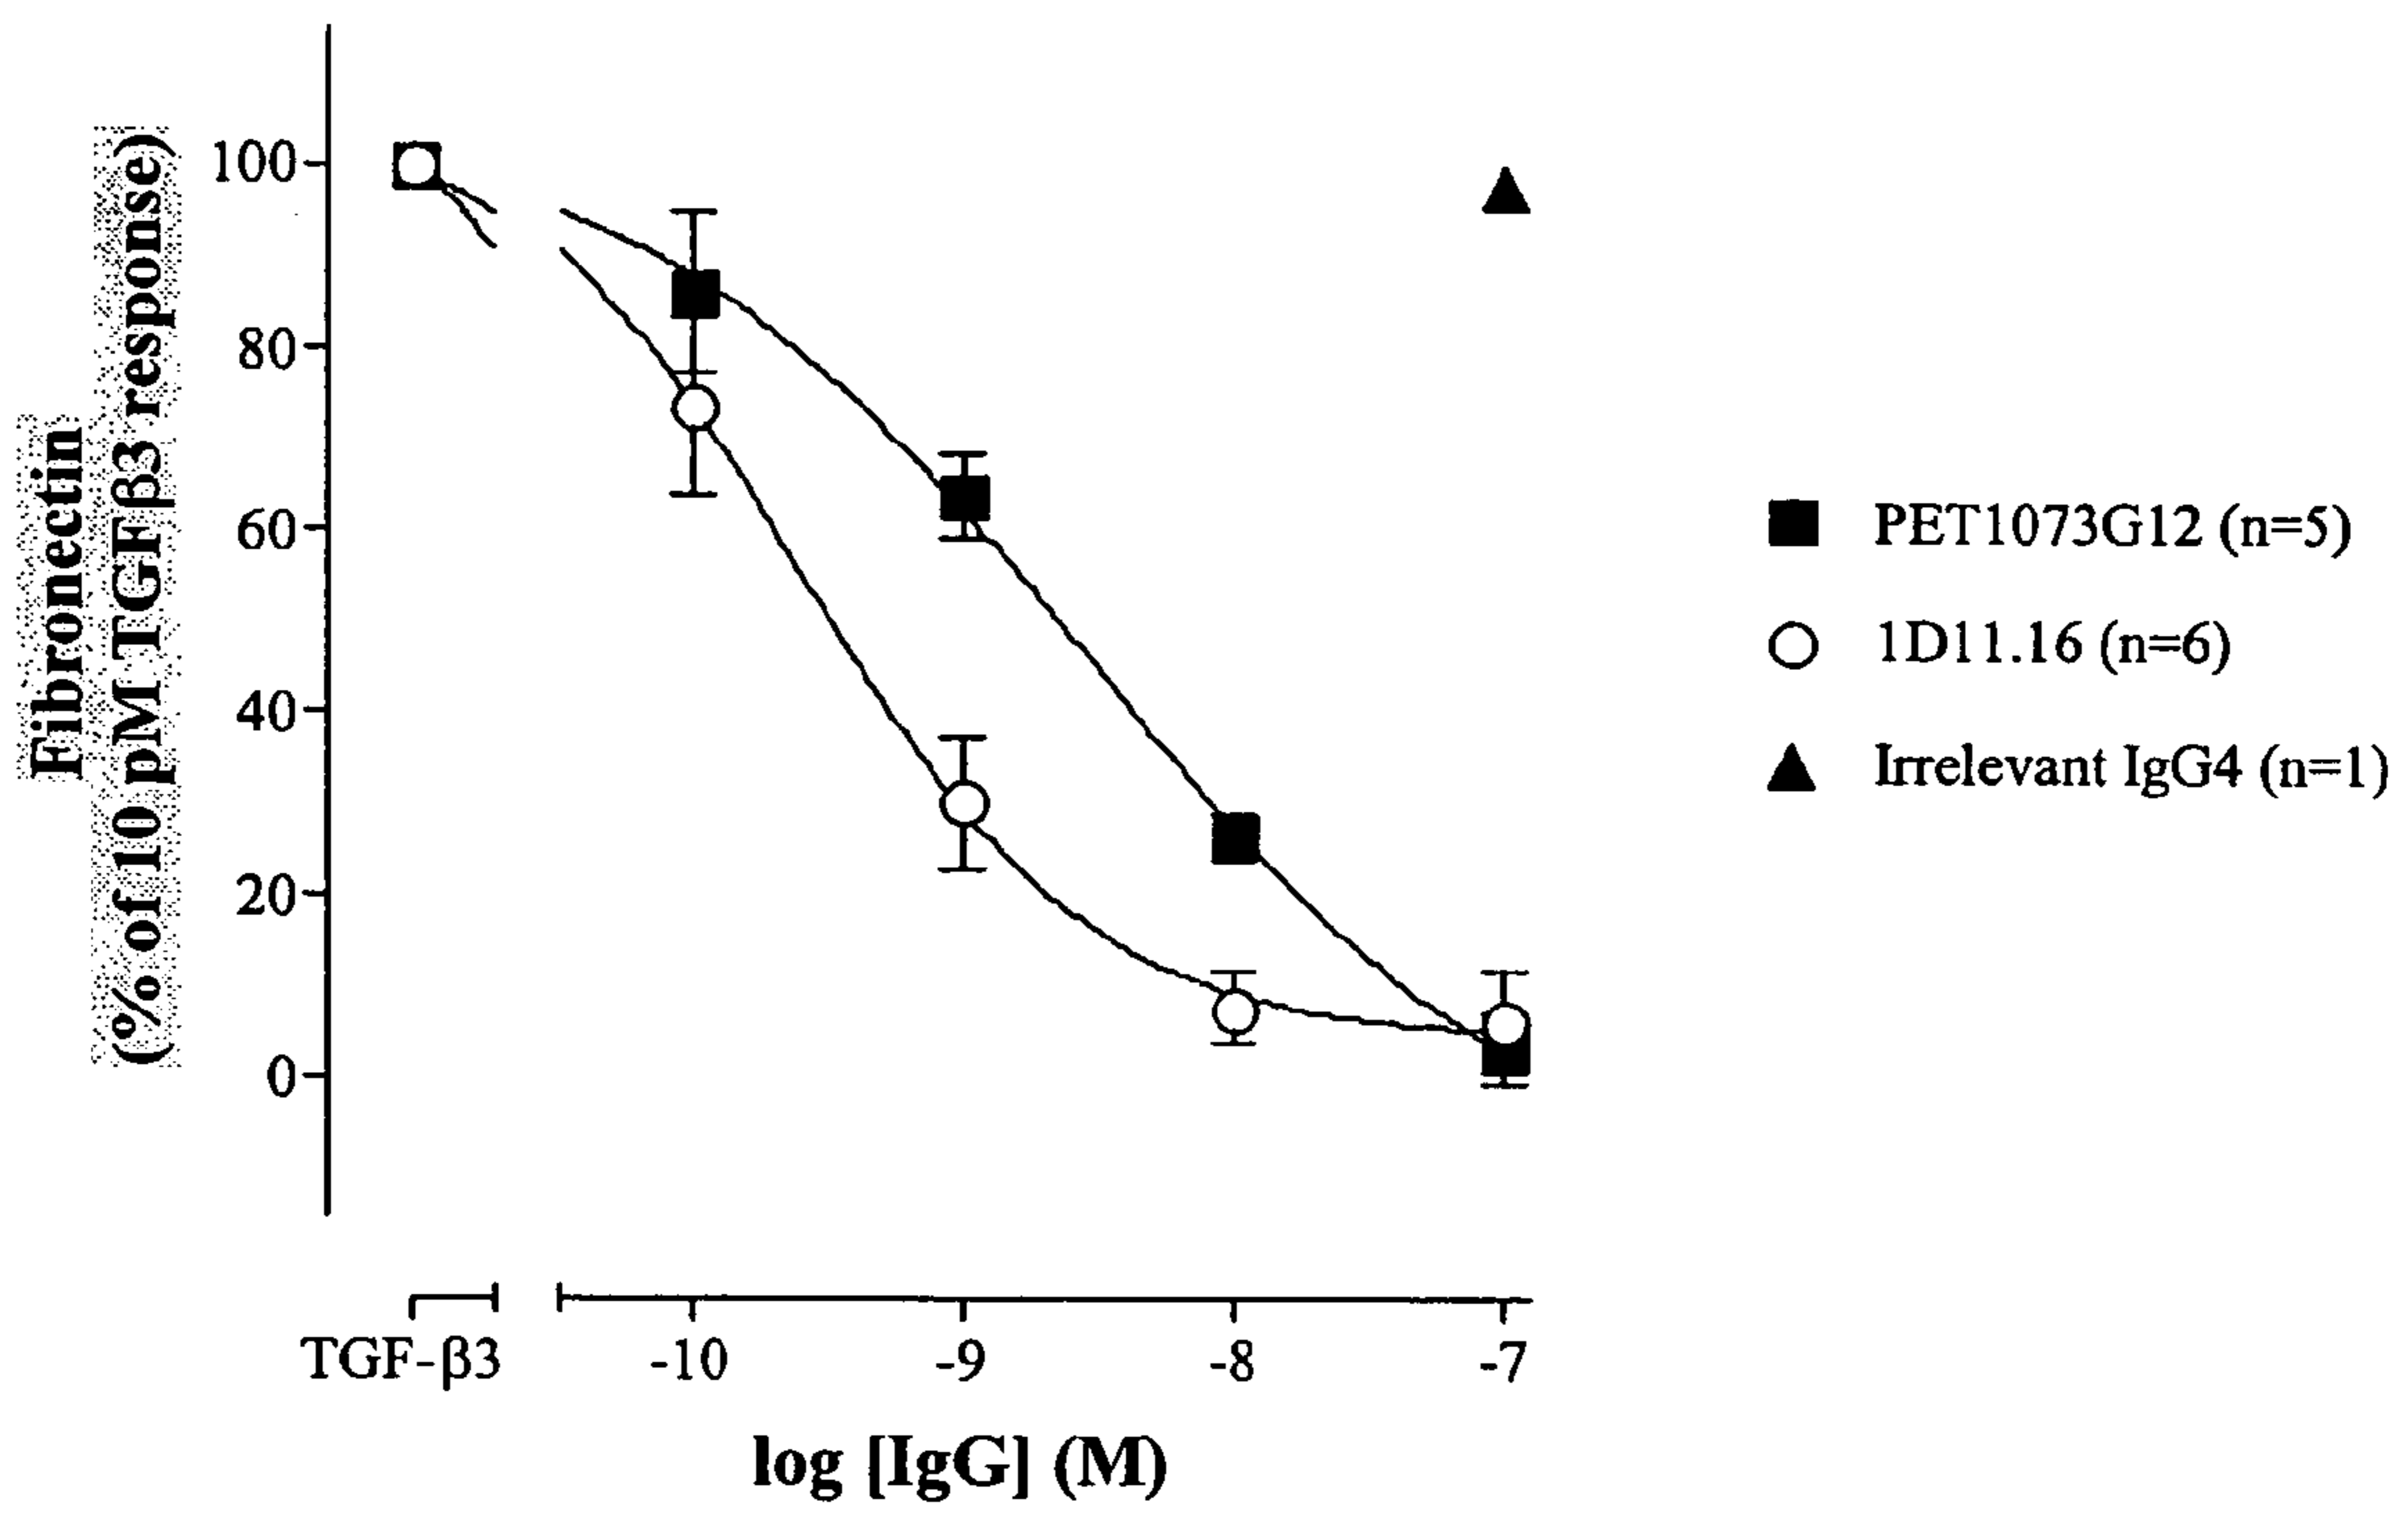 Fibronectin
(% of 10 pM TGFβ3 response)
100
80
60
40
20
0
PET1073G12 (n=5)
1D11.16 (n=6)
Irrelevant IgG4 (n=1)
TGF-β3
-10
-9
-8
-7
log [IgG] (M)